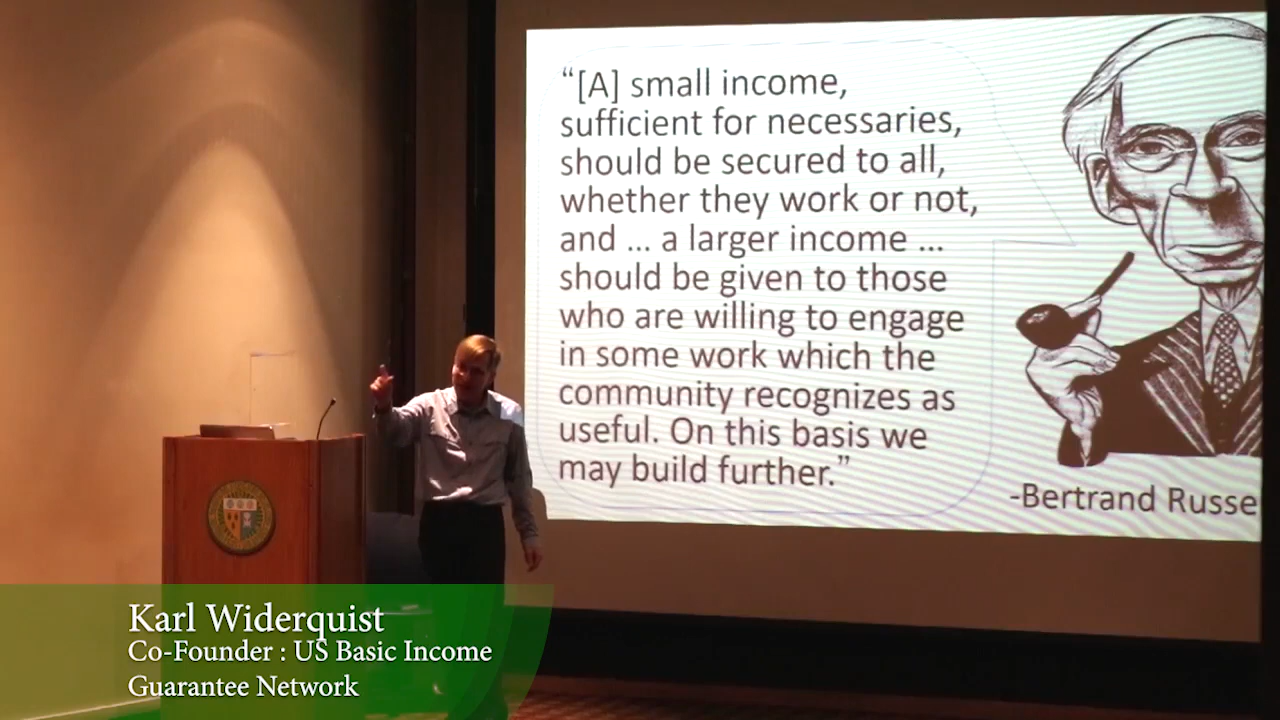 “[A] small income,
sufficient for necessaries,
should be secured to all,
whether they work or not,
and ... a larger income ...
should be given to those
who are willing to engage
in some work which the
community recognizes as
useful. On this basis we
may build further.”
-Bertrand Russe
Karl Widerquist
Co-Founder : US Basic Income
Guarantee Network